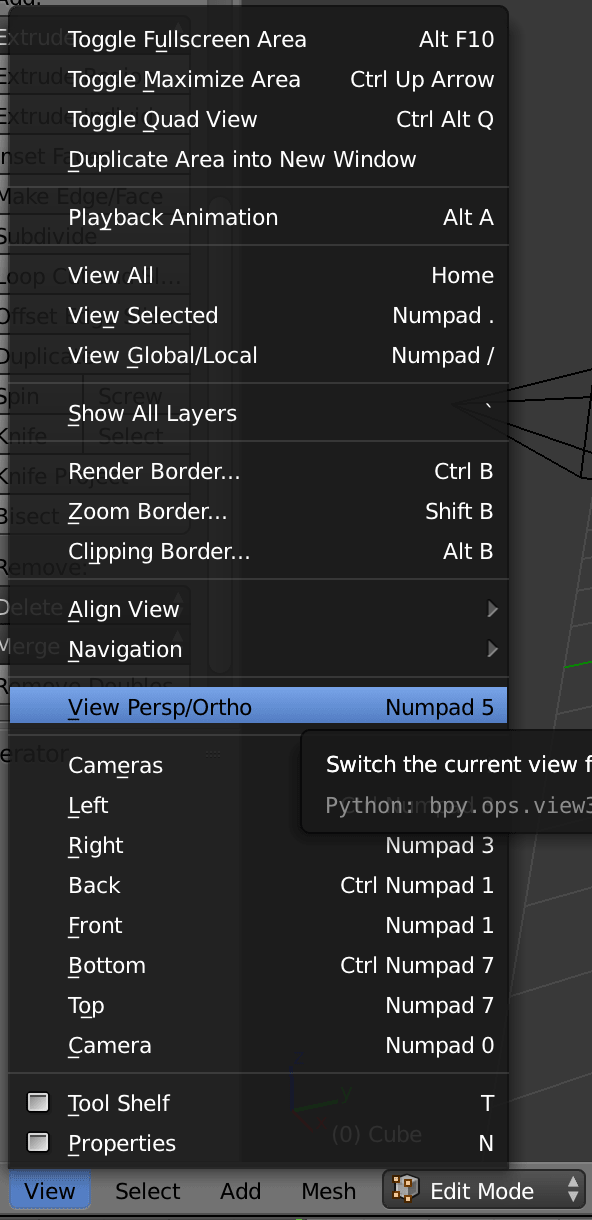 Toggle Fullscreen Area Alt F10
Toggle Maximize Area Ctrl Up Arrow
Toggle Quad View Ctrl Alt Q
Duplicate Area into New Window
Playback Animation Alt A
View All Home
View Selected Numpad .
View Global/Local Numpad /
Show All Layers `
Render Border... Ctrl B
Zoom Border... Shift B
Clipping Border... Alt B
Align View
Navigation
View Persp/Ortho Numpad 5
Cameras
Switch the current view f
Left
Python: bpy.ops.view3
Right Numpad 3
Back Ctrl Numpad 1
Front Numpad 1
Bottom Ctrl Numpad 7
Top Numpad 7
Camera Numpad 0
Tool Shelf T
Properties N
(0) Cube
View Select Add Mesh Edit Mode